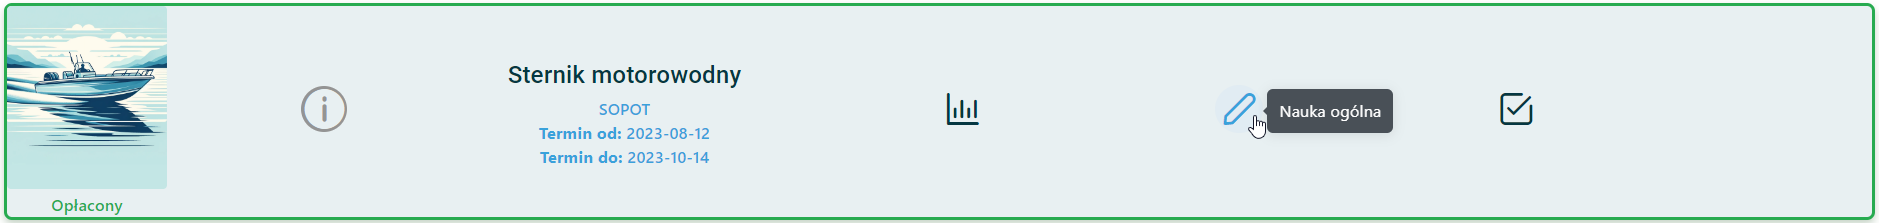 Sternik motorowodny
SOPOT
Termin od: 2023-08-12
Termin do: 2023-10-14
Nauka ogólna
Opłacony